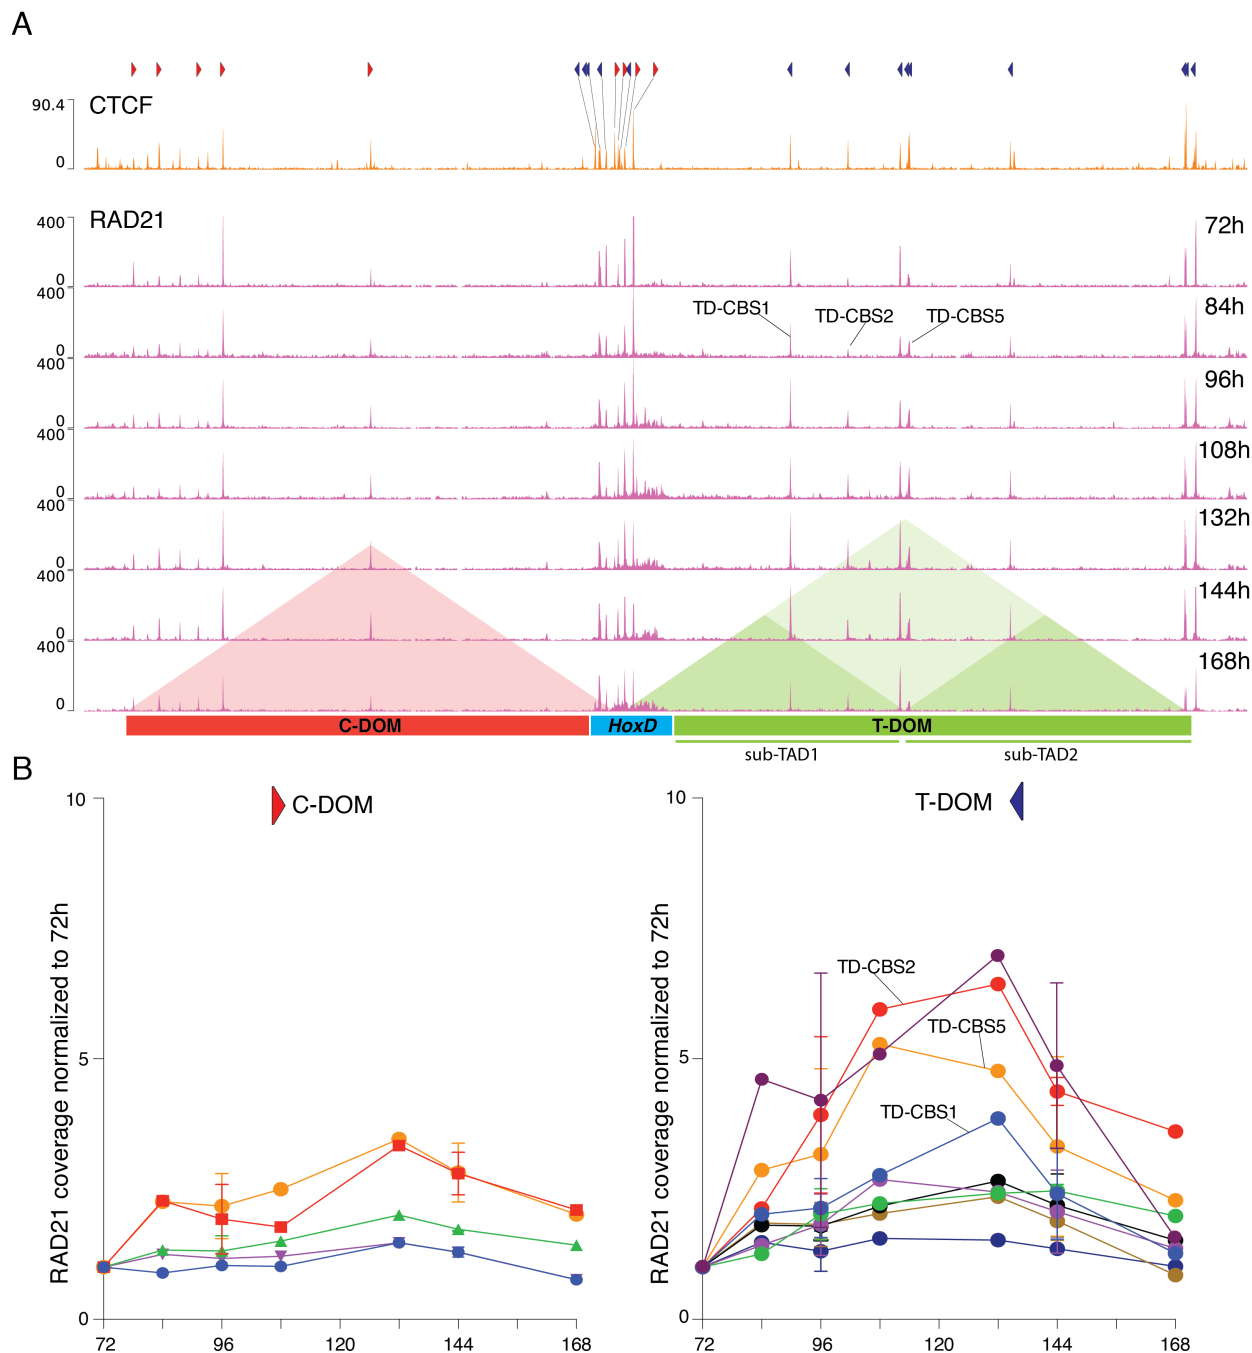 A
90.4
CTCF
0
400
RAD21
72h
0
400
84h
TD-CBS1
TD-CBS2
TD-CBS5
0
400
96h
0
400
108h
0
400
132h
0
400
144h
0
400
168h
0
C-DOM
HoxD
T-DOM
sub-TAD1
sub-TAD2
B
10
C-DOM
5
0
RAD21 coverage normalized to 72h
72
96
120
144
168
10
T-DOM
TD-CBS2
TD-CBS5
5
TD-CBS1
0
RAD21 coverage normalized to 72h
72
96
120
144
168